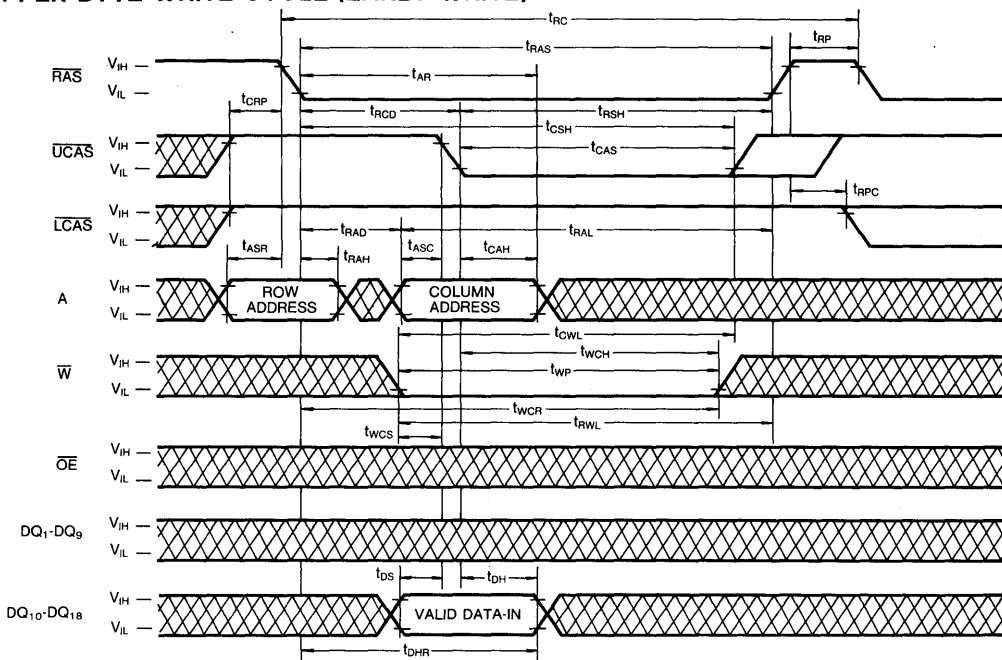 PPER BYTE WRITE CYCLE (EARLY WRITE)
tRC
tRAS
tRP
RAS
VIH
VIL
tAR
tCRP
tRCD
tRSH
tCSH
UCAS
VIH
VIL
tCAS
tRPC
LCAS
VIH
VIL
tRAD
tRAL
tASR
tRAH
tASC
tCAH
A
VIH
VIL
ROW ADDRESS
COLUMN ADDRESS
tCWL
tWCH
W
VIH
VIL
tWP
tWCR
tWCS
tRWL
OE
VIH
VIL
DQ1-DQ9
VIH
VIL
tDS
tDH
DQ10-DQ18
VIH
VIL
VALID DATA-IN
tDHR